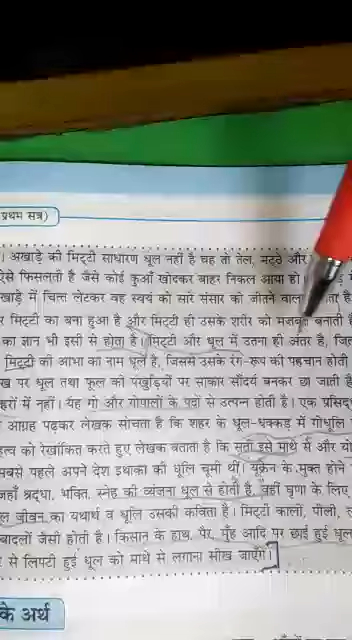 प्रथम सत्र)
। अखाड़े की मिट्टी साधारण धूल नहीं है यह तो तेल, मट्ठे और
ऐसे फिसलती है जैसे कोई कुआँ खोदकर बाहर निकल आया हो
खाड़े में चित्त लेटकर वह स्वयं को सारे संसार को जीतने वाला
र मिट्टी का बना हुआ है और मिट्टी ही उसके शरीर को मजबूत बनाती है
का ज्ञान भी इसी से होता है। मिट्टी और धूल में उतना ही अंतर है,
मिट्टी की आभा का नाम धूल है, जिससे उसके रंग-रूप की पहचान होती
ख पर धूल तथा फूल की पंखुड़ियों पर साकार सौंदर्य बनकर छा जाती है
हरों में नहीं। यह गो और गोपालों के पदों से उत्पन्न होती है। एक
आग्रह पढ़कर लेखक सोचता है कि शहर के धूल-धक्कड़ में गोधूलि
हत्व को रेखांकित करते हुए लेखक बताता है कि सती इसे माथे से और
सबसे पहले अपने देश इथाका की धूलि चूमी थी। यूक्रेन के मुक्त होने
जहाँ श्रद्धा, भक्ति, स्नेह की व्यंजना धूल से होती है, वहीं घृणा के लिए
जीवन का यथार्थ व धूलि उसकी कविता है। मिट्टी काली, पीली,
बादलों जैसी होती है। किसान के हाथ, पैर, मुँह आदि पर छाई हुई धूल
से लिपटी हुई धूल को माथे से लगाना सीख जाएँगे।
के अर्थ